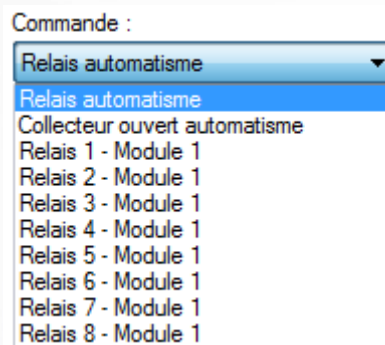 Commande :
Relais automatisme
Relais automatisme
Collecteur ouvert automatisme
Relais 1 - Module 1
Relais 2 - Module 1
Relais 3 - Module 1
Relais 4 - Module 1
Relais 5 - Module 1
Relais 6 - Module 1
Relais 7 - Module 1
Relais 8 - Module 1